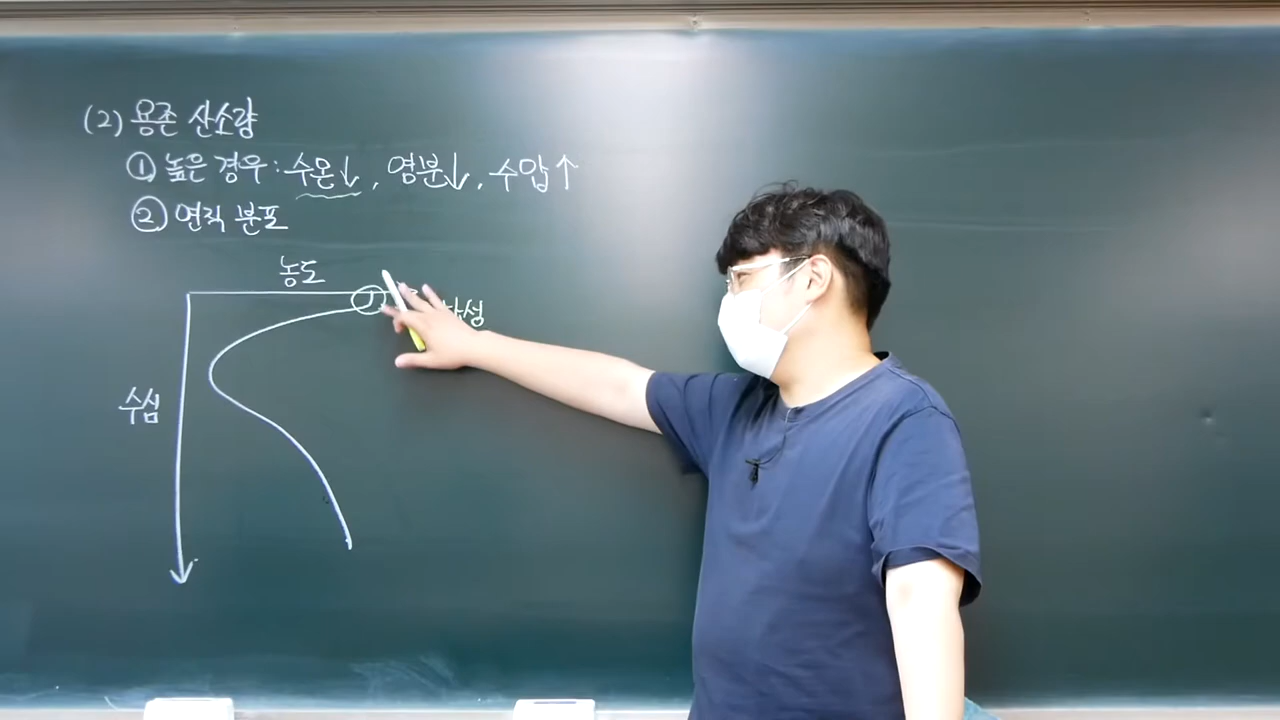 (2) 용존 산소량
① 높은 경우 : 수온↓, 염분↓, 수압↑
② 연직 분포
농도
수심